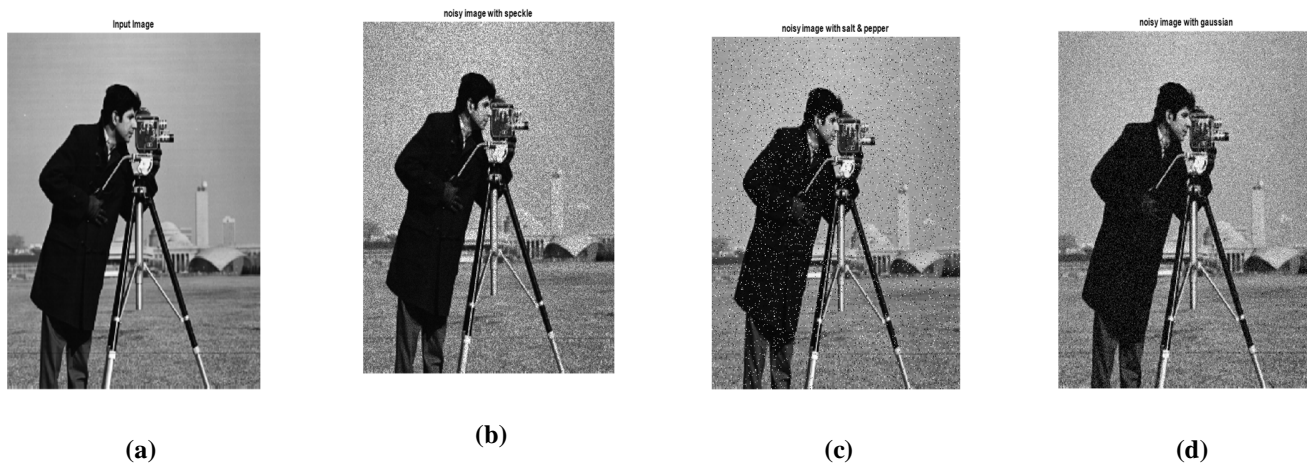 Input Image
noisy image with speckle
noisy image with salt & pepper
noisy image with gaussian
(a)
(b)
(c)
(d)